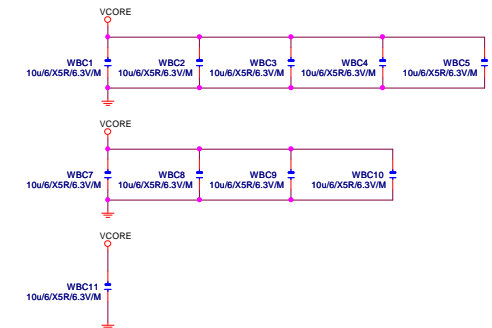 VCORE
WBC1 WBC2 WBC3 WBC4 WBC5
10u/6/X5R/6.3V/M 10u/6/X5R/6.3V/M 10u/6/X5R/6.3V/M 10u/6/X5R/6.3V/M 10u/6/X5R/6.3V/M
VCORE
WBC7 WBC8 WBC9 WBC10
10u/6/X5R/6.3V/M 10u/6/X5R/6.3V/M 10u/6/X5R/6.3V/M 10u/6/X5R/6.3V/M
VCORE
WBC11
10u/6/X5R/6.3V/M